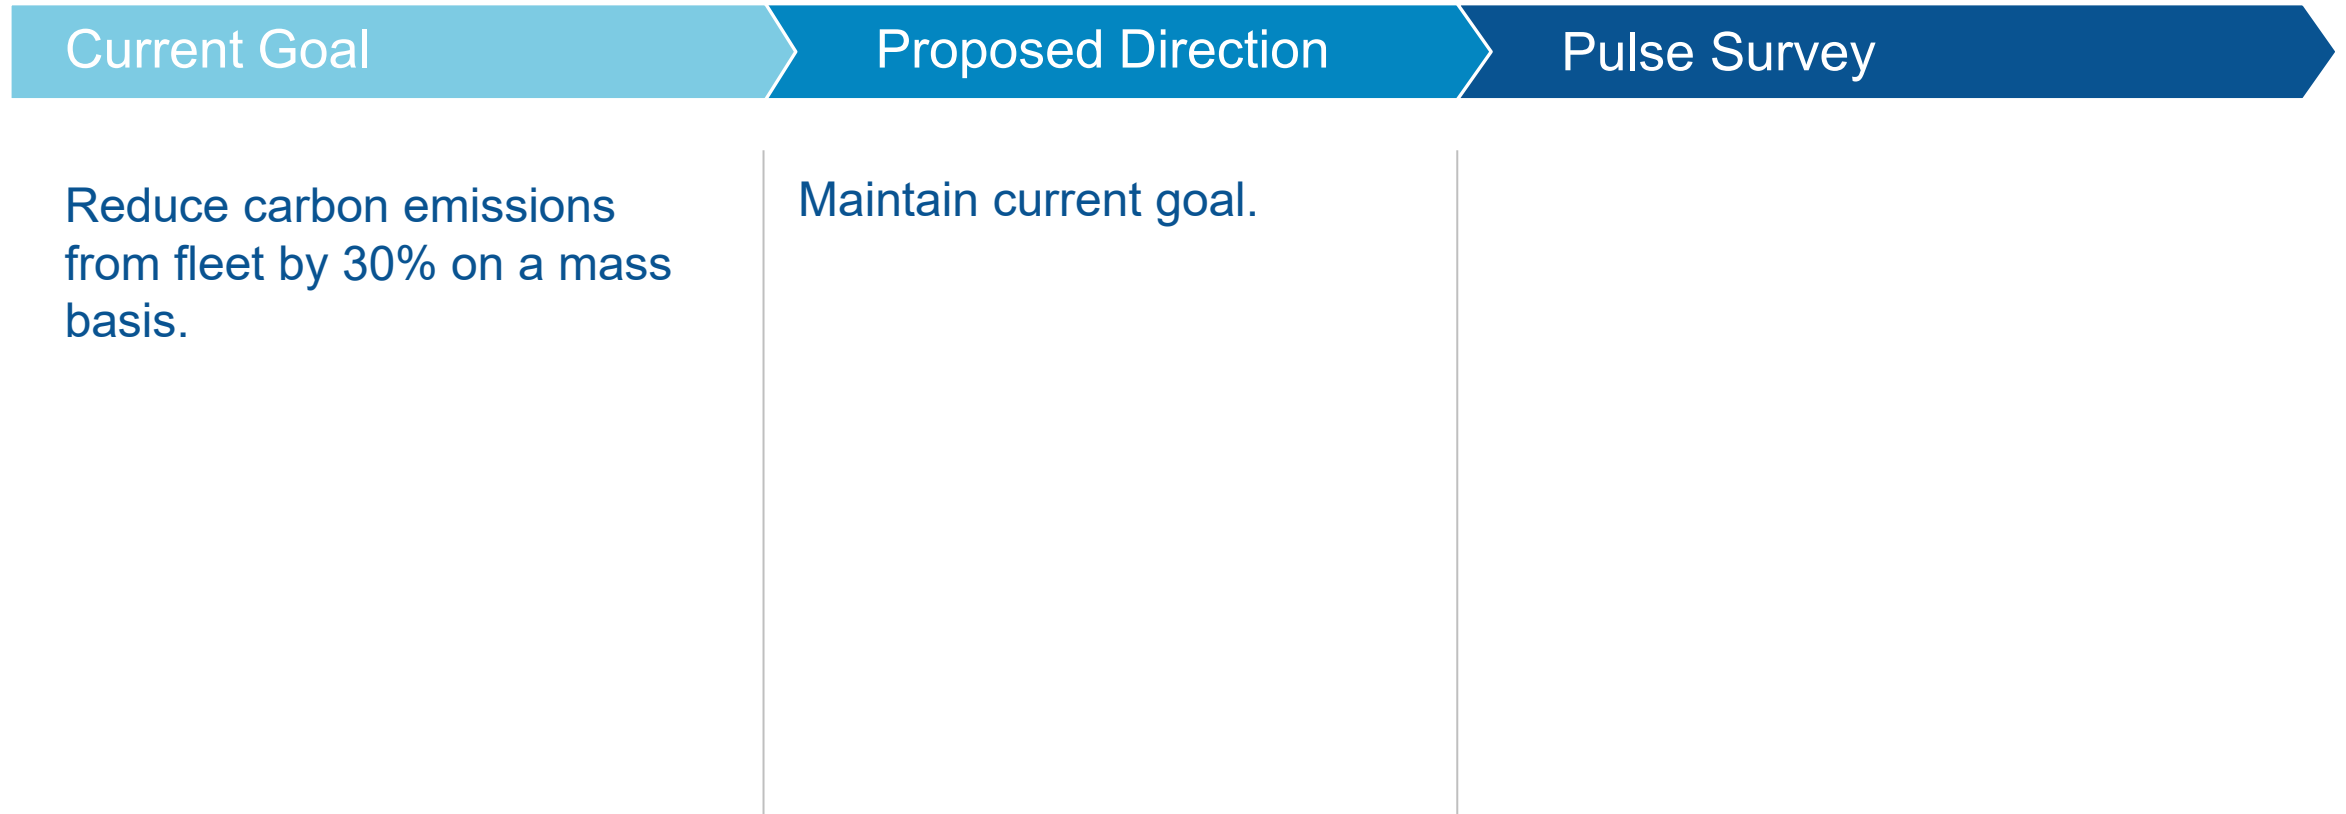 Current Goal
Proposed Direction
Pulse Survey
Reduce carbon emissions
from fleet by 30% on a mass
basis.
Maintain current goal.